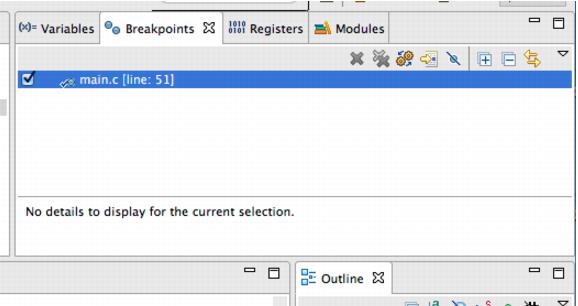 (x)= Variables Breakpoints 1010 0101 Registers Modules
main.c [line: 51]
No details to display for the current selection.
Outline